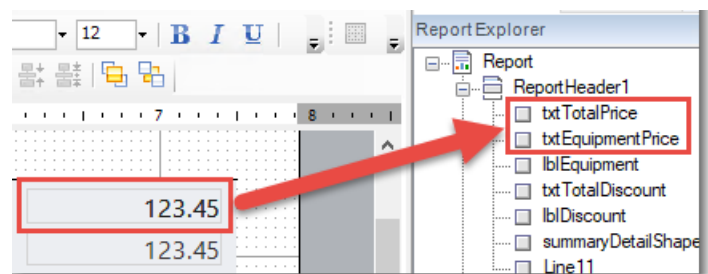 12 B I U
7 8
123.45
123.45
Report Explorer
Report
ReportHeader1
txtTotalPrice
txtEquipmentPrice
lblEquipment
txtTotalDiscount
lblDiscount
summaryDetailShape
Line11